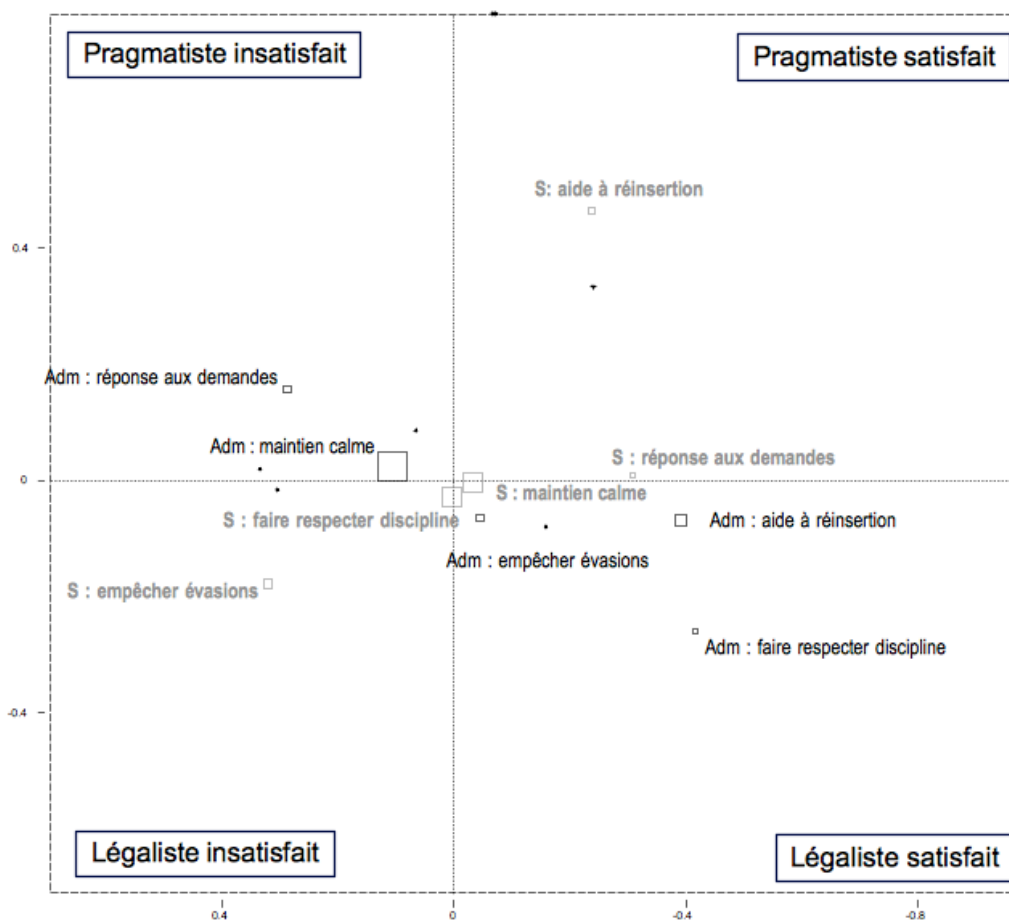 Pragmatiste insatisfait
Pragmatiste satisfait
S: aide à réinsertion
0.4
Adm : réponse aux demandes
Adm : maintien calme
S : réponse aux demandes
0
S : maintien calme
S : faire respecter discipline
Adm : aide à réinsertion
Adm : empêcher évasions
S : empêcher évasions
Adm : faire respecter discipline
-0.4
Légaliste insatisfait
Légaliste satisfait
0.4
0
-0.4
-0.8